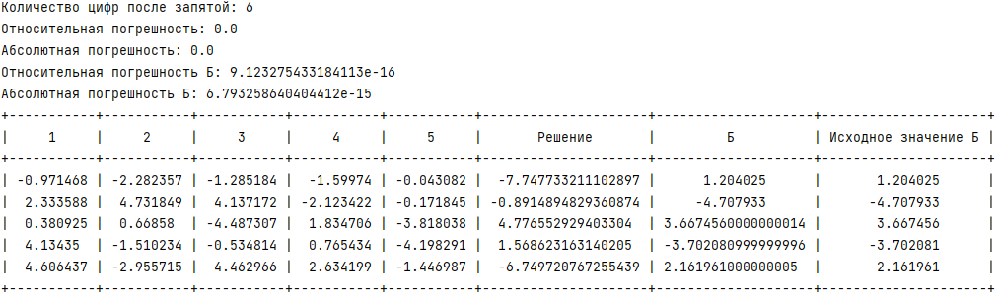 Количество цифр после запятой: 6
Относительная погрешность: 0.0
Абсолютная погрешность: 0.0
Относительная погрешность Б: 9.123275433184113e-16
Абсолютная погрешность Б: 6.793258640404412e-15
+-----------+-----------+-----------+-----------+-----------+---------------------+--------------------+---------------------+
|     1     |     2     |     3     |     4     |     5     |       Решение       |         Б          | Исходное значение Б |
+-----------+-----------+-----------+-----------+-----------+---------------------+--------------------+---------------------+
| -0.971468 | -2.282357 | -1.285184 |  -1.59974 | -0.043082 |  -7.747733211102897 |      1.204025      |       1.204025      |
|  2.333588 |  4.731849 |  4.137172 | -2.123422 | -0.171845 | -0.8914894829360874 |     -4.707933      |      -4.707933      |
|  0.380925 |  0.66858  | -4.487307 |  1.834706 | -3.818038 |  4.776552929403304  | 3.6674560000000014 |       3.667456      |
|  4.13435  | -1.510234 | -0.534814 |  0.765434 | -4.198291 |  1.568623163140205  | -3.702080999999996 |      -3.702081      |
|  4.606437 | -2.955715 |  4.462966 |  2.634199 | -1.446987 |  -6.749720767255439 | 2.161961000000005  |       2.161961      |
+-----------+-----------+-----------+-----------+-----------+---------------------+--------------------+---------------------+